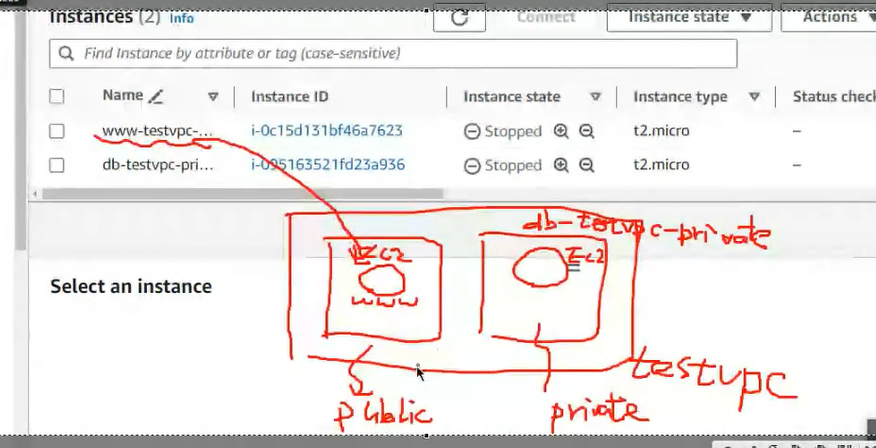 Instances (2) Info Connect Instance state Actions
Find Instance by attribute or tag (case-sensitive)
Name Instance ID Instance state Instance type Status check
www-testvpc-... i-0c15d131bf46a7623 Stopped t2.micro –
db-testvpc-pri... i-095163521fd23a936 Stopped t2.micro –
db-testvpc-private
EC2 EC2
www
Select an instance
testvpc
public private